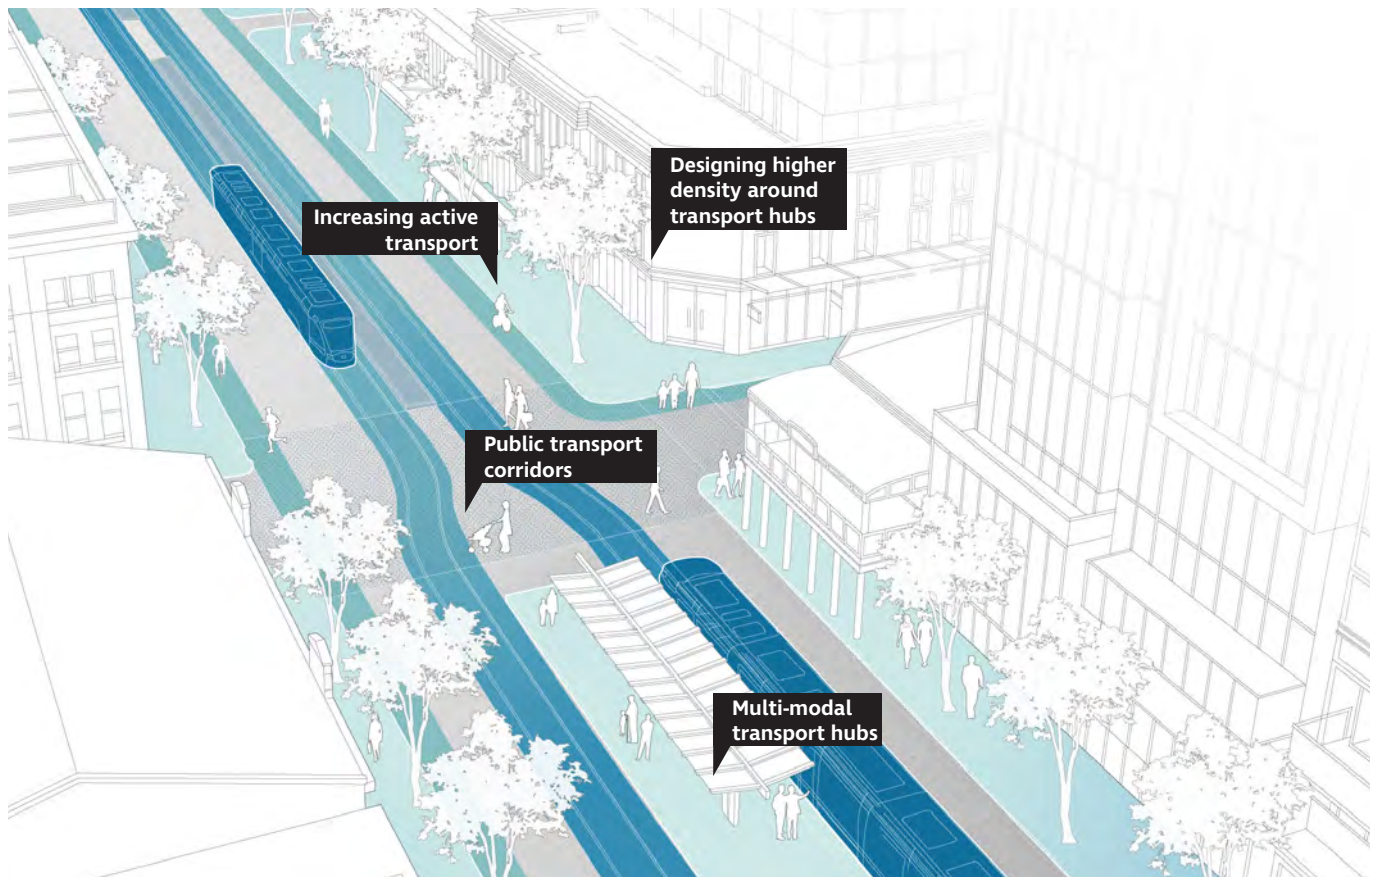 Designing higher
density around
transport hubs
Increasing active
transport
Public transport
corridors
Multi-modal
transport hubs